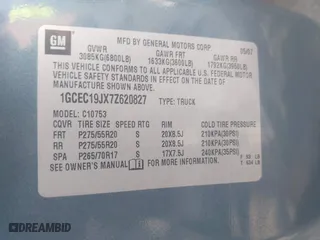 GM
MFD BY GENERAL MOTORS CORP 05/07
GVWR GAWR FRT GAWR RR
3085KG(6800LB) 1633KG(3600LB)
THIS VEHICLE CONFORMS TO ALL APPLICABLE U.S. FEDERAL MOTOR
VEHICLE SAFETY STANDARDS IN EFFECT ON THE DATE OF
MANUFACTURE SHOWN ABOVE.
1GCEC19JX7Z620827 TYPE: TRUCK
MODEL: C10753
TIRE SIZE SPEED RTG RIM COLD TIRE PRESSURE
FRT P275/55R20 S 20X8.5J 210KPA(30PSI)
RR P275/55R20 S 20X8.5J 210KPA(30PSI)
SPA P265/70R17 S 17X7.5J 240KPA(35PSI)
SEE OWNER'S MANUAL FOR MORE INFORMATION